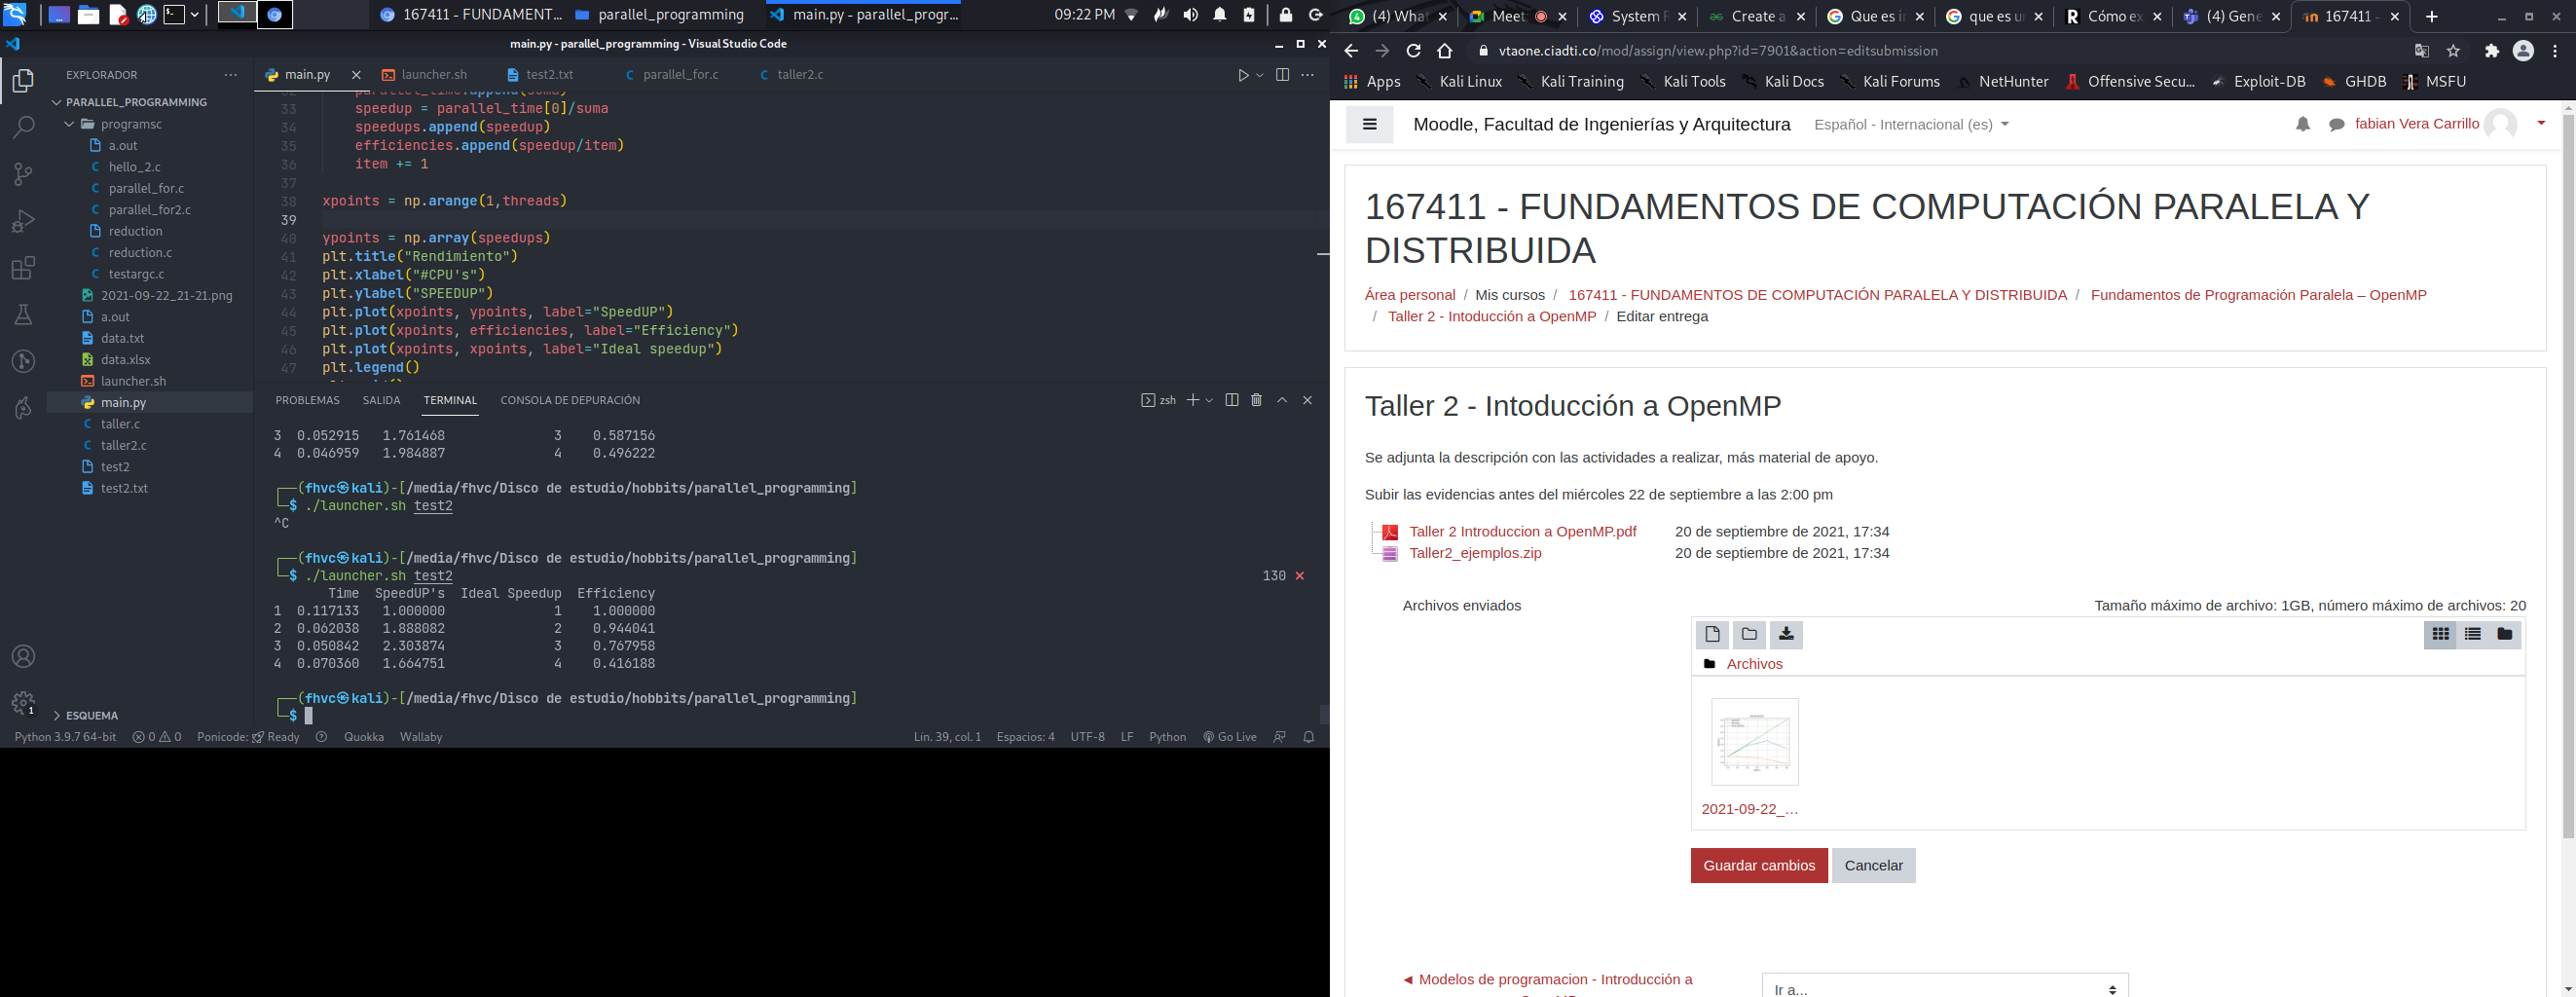 167411 - FUNDAMENT...
parallel_programming
main.py - parallel_progr...
09:22 PM
main.py - parallel_programming - Visual Studio Code
EXPLORADOR
PARALLEL_PROGRAMMING
programsc
a.out
hello_2.c
parallel_for.c
parallel_for2.c
reduction
reduction.c
testargc.c
2021-09-22_21-21.png
a.out
data.txt
data.xlsx
launcher.sh
main.py
taller.c
taller2.c
test2
test2.txt
ESQUEMA
main.py
launcher.sh
test2.txt
parallel_for.c
taller2.c
33 speedup = parallel_time[0]/suma
34 speedups.append(speedup)
35 efficiencies.append(speedup/item)
36 item += 1
37
38 xpoints = np.arange(1,threads)
39
40 ypoints = np.array(speedups)
41 plt.title("Rendimiento")
42 plt.xlabel("#CPU's")
43 plt.ylabel("SPEEDUP")
44 plt.plot(xpoints, ypoints, label="SpeedUP")
45 plt.plot(xpoints, efficiencies, label="Efficiency")
46 plt.plot(xpoints, xpoints, label="Ideal speedup")
47 plt.legend()
PROBLEMAS SALIDA TERMINAL CONSOLA DE DEPURACIÓN
zsh
3 0.052915 1.761468 3 0.587156
4 0.046959 1.984887 4 0.496222
(fhvc㉿kali)-[/media/fhvc/Disco de estudio/hobbits/parallel_programming]
$ ./launcher.sh test2
^C
(fhvc㉿kali)-[/media/fhvc/Disco de estudio/hobbits/parallel_programming]
$ ./launcher.sh test2 130 ×
Time SpeedUP's Ideal Speedup Efficiency
1 0.117133 1.000000 1 1.000000
2 0.062038 1.888082 2 0.944041
3 0.050842 2.303874 3 0.767958
4 0.070360 1.664751 4 0.416188
(fhvc㉿kali)-[/media/fhvc/Disco de estudio/hobbits/parallel_programming]
$
1
Python 3.9.7 64-bit 0 0 Ponicode: Ready Quokka Wallaby Lín. 39, col. 1 Espacios: 4 UTF-8 LF Python Go Live
(4) What
Meet:
System R
Create a
Que es i
que es u
Cómo ex
(4) Gene
167411 -
vtaone.ciadti.co/mod/assign/view.php?id=7901&action=editsubmission
Apps Kali Linux Kali Training Kali Tools Kali Docs Kali Forums NetHunter Offensive Secu... Exploit-DB GHDB MSFU
Moodle, Facultad de Ingenierías y Arquitectura Español - Internacional (es) fabian Vera Carrillo
167411 - FUNDAMENTOS DE COMPUTACIÓN PARALELA Y
DISTRIBUIDA
Área personal / Mis cursos / 167411 - FUNDAMENTOS DE COMPUTACIÓN PARALELA Y DISTRIBUIDA / Fundamentos de Programación Paralela – OpenMP
/ Taller 2 - Intoducción a OpenMP / Editar entrega
Taller 2 - Intoducción a OpenMP
Se adjunta la descripción con las actividades a realizar, más material de apoyo.
Subir las evidencias antes del miércoles 22 de septiembre a las 2:00 pm
Taller 2 Introduccion a OpenMP.pdf 20 de septiembre de 2021, 17:34
Taller2_ejemplos.zip 20 de septiembre de 2021, 17:34
Archivos enviados Tamaño máximo de archivo: 1GB, número máximo de archivos: 20
Archivos
2021-09-22_...
Guardar cambios Cancelar
◄ Modelos de programacion - Introducción a
Ir a...